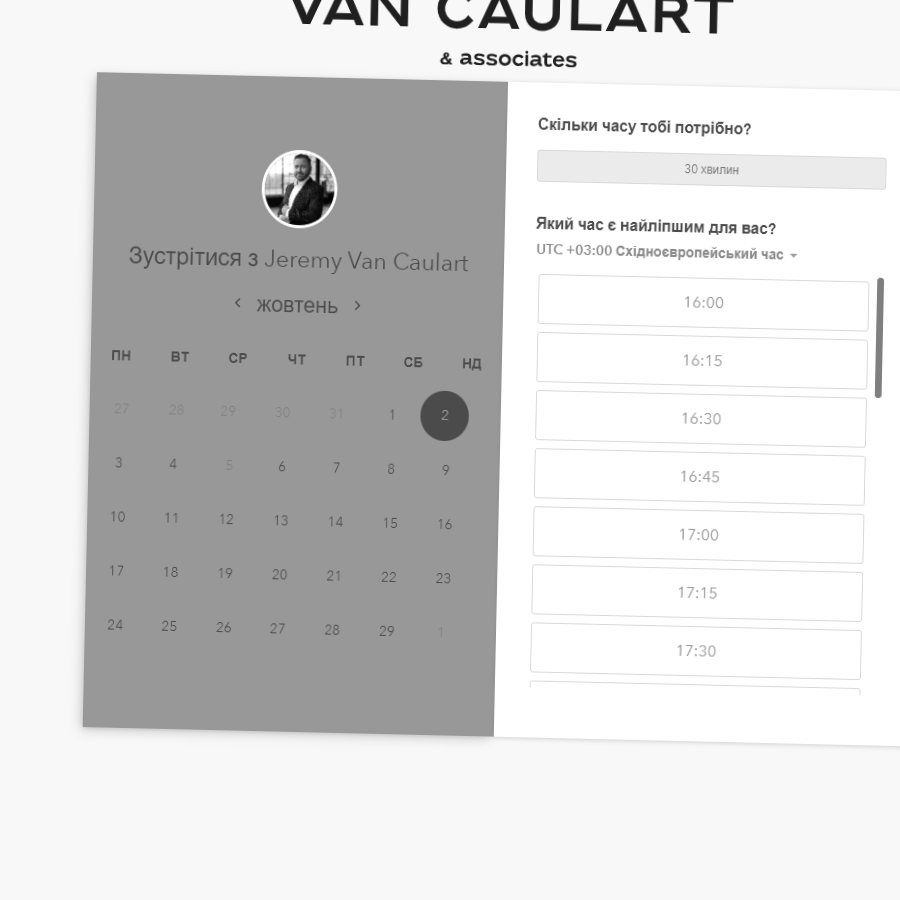 VAN CAULART
& associates
Зустрітися з Jeremy Van Caulart
жовтень
ПН ВТ СР ЧТ ПТ СБ НД
27 28 29 30 31 1 2
3 4 5 6 7 8 9
10 11 12 13 14 15 16
17 18 19 20 21 22 23
24 25 26 27 28 29 1
Скільки часу тобі потрібно?
30 хвилин
Який час є найліпшим для вас?
UTC +03:00 Східноєвропейський час
16:00
16:15
16:30
16:45
17:00
17:15
17:30